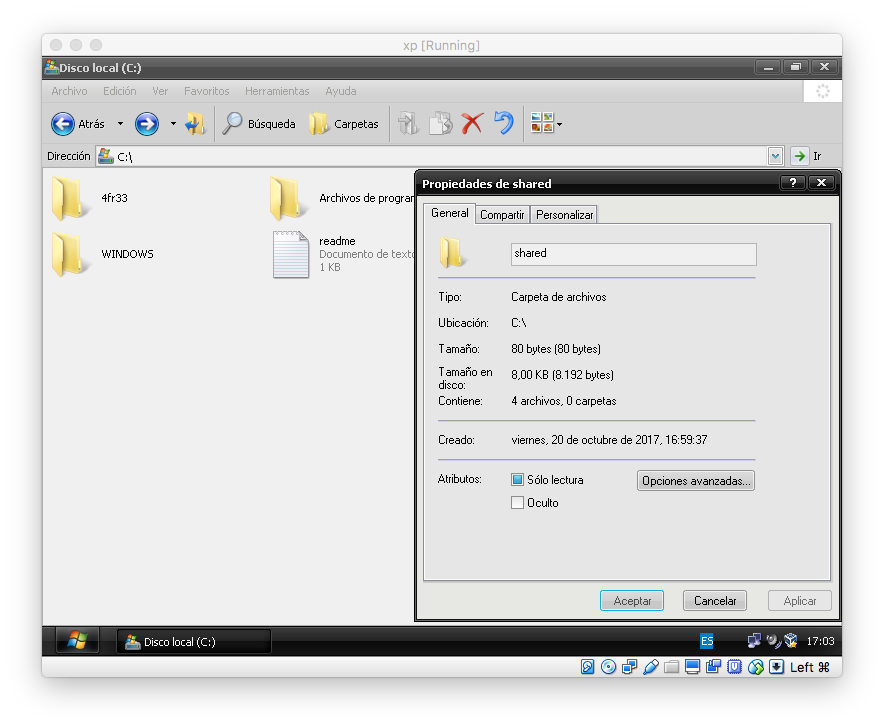 xp [Running]
Disco local (C:)
Archivo Edición Ver Favoritos Herramientas Ayuda
Atrás Búsqueda Carpetas
Dirección C:\ Ir
4fr33
Archivos de program
WINDOWS
readme
Documento de texto
1 KB
Propiedades de shared
General Compartir Personalizar
shared
Tipo: Carpeta de archivos
Ubicación: C:\
Tamaño: 80 bytes (80 bytes)
Tamaño en disco: 8,00 KB (8.192 bytes)
Contiene: 4 archivos, 0 carpetas
Creado: viernes, 20 de octubre de 2017, 16:59:37
Atributos: Sólo lectura Opciones avanzadas...
Oculto
Aceptar Cancelar Aplicar
Disco local (C:) ES 17:03
Left ⌘